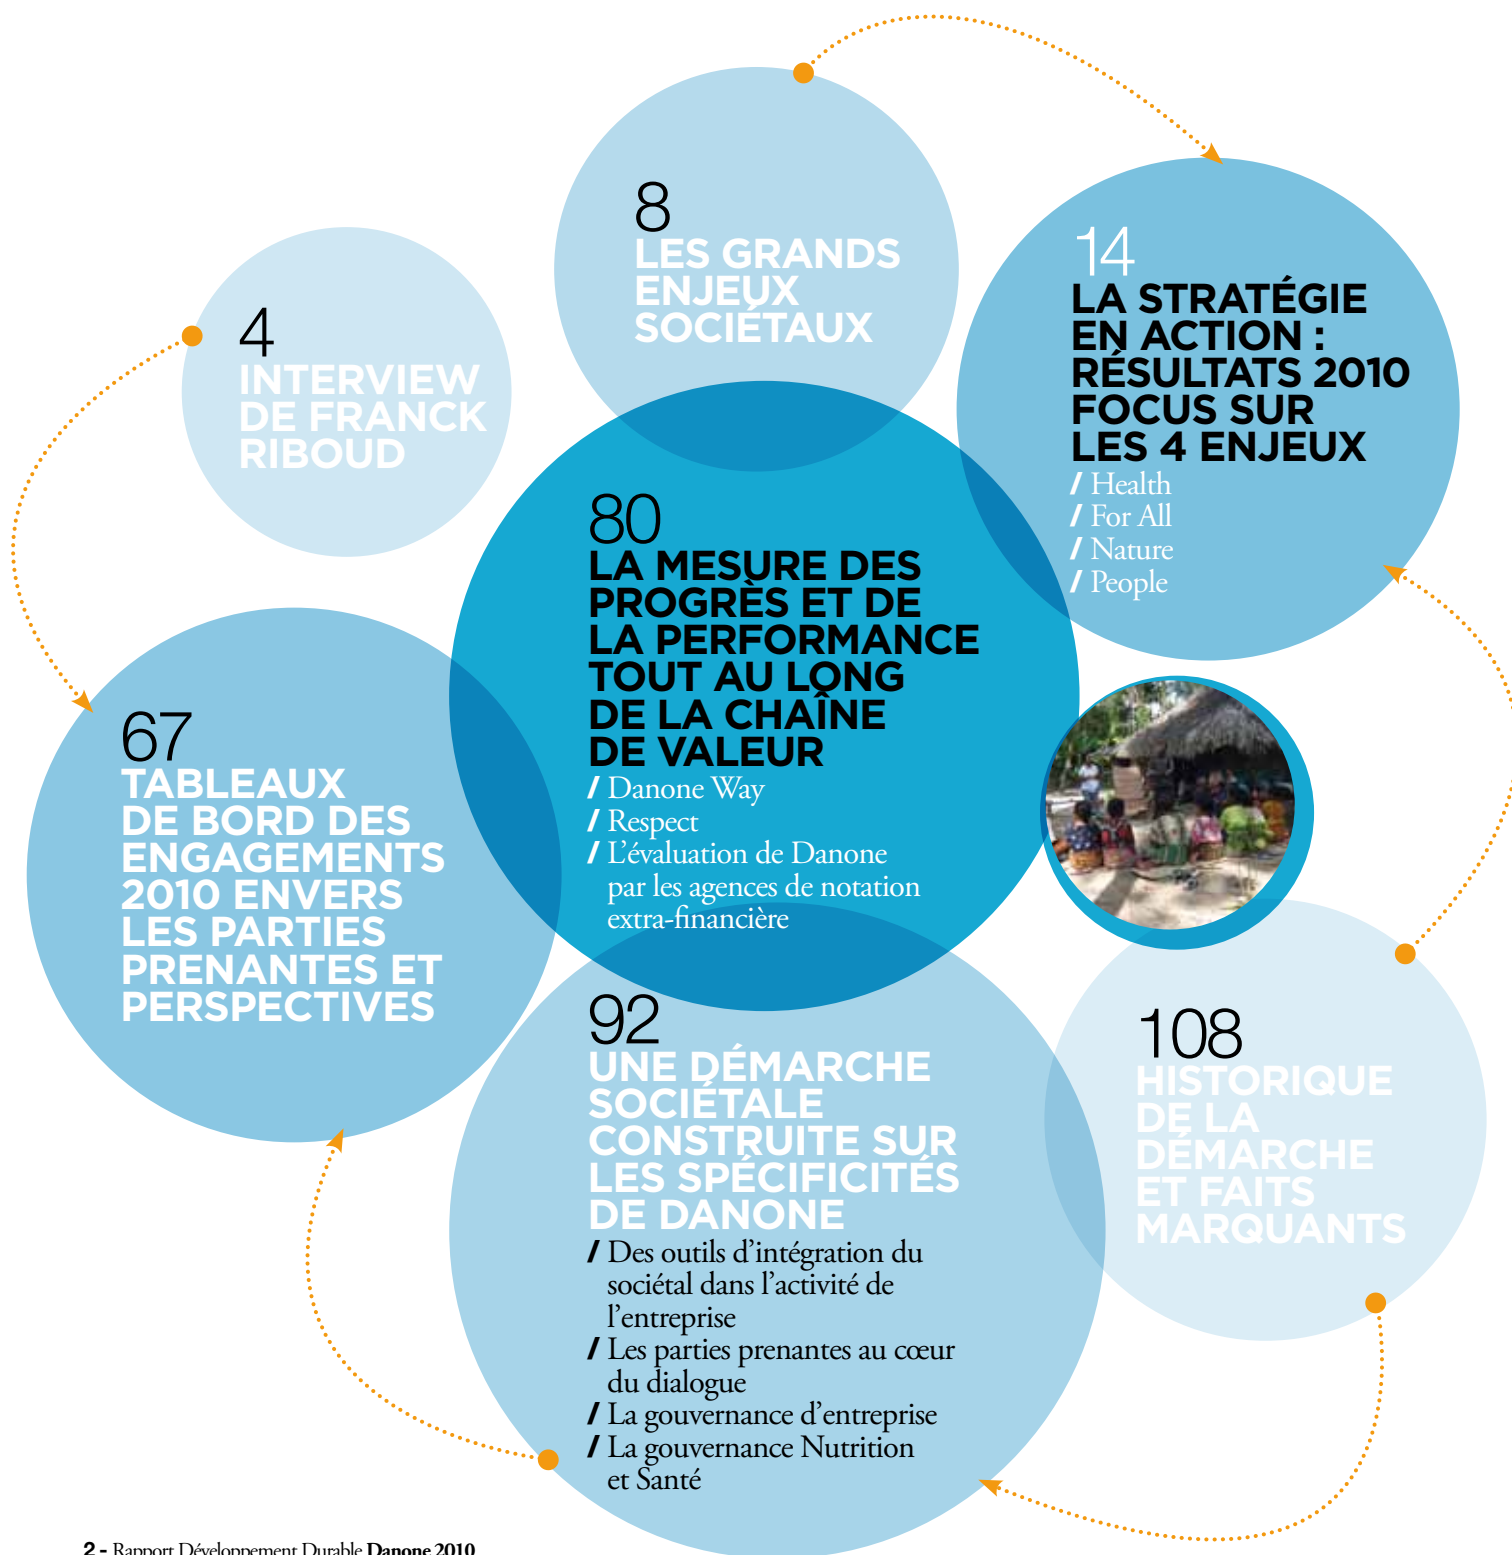 4
INTERVIEW
DE FRANCK
RIBOUD
8
LES GRANDS
ENJEUX
SOCIÉTAUX
14
LA STRATÉGIE
EN ACTION :
RÉSULTATS 2010
FOCUS SUR
LES 4 ENJEUX
/ Health
/ For All
/ Nature
/ People
67
TABLEAUX
DE BORD DES
ENGAGEMENTS
2010 ENVERS
LES PARTIES
PRENANTES ET
PERSPECTIVES
80
LA MESURE DES
PROGRÈS ET DE
LA PERFORMANCE
TOUT AU LONG
DE LA CHAÎNE
DE VALEUR
/ Danone Way
/ Respect
/ L’évaluation de Danone
par les agences de notation
extra-financière
92
UNE DÉMARCHE
SOCIÉTALE
CONSTRUITE SUR
LES SPÉCIFICITÉS
DE DANONE
/ Des outils d’intégration du
sociétal dans l’activité de
l’entreprise
/ Les parties prenantes au cœur
du dialogue
/ La gouvernance d’entreprise
/ La gouvernance Nutrition
et Santé
108
HISTORIQUE
DE LA
DÉMARCHE
ET FAITS
MARQUANTS
2 - Rapport Développement Durable Danone 2010